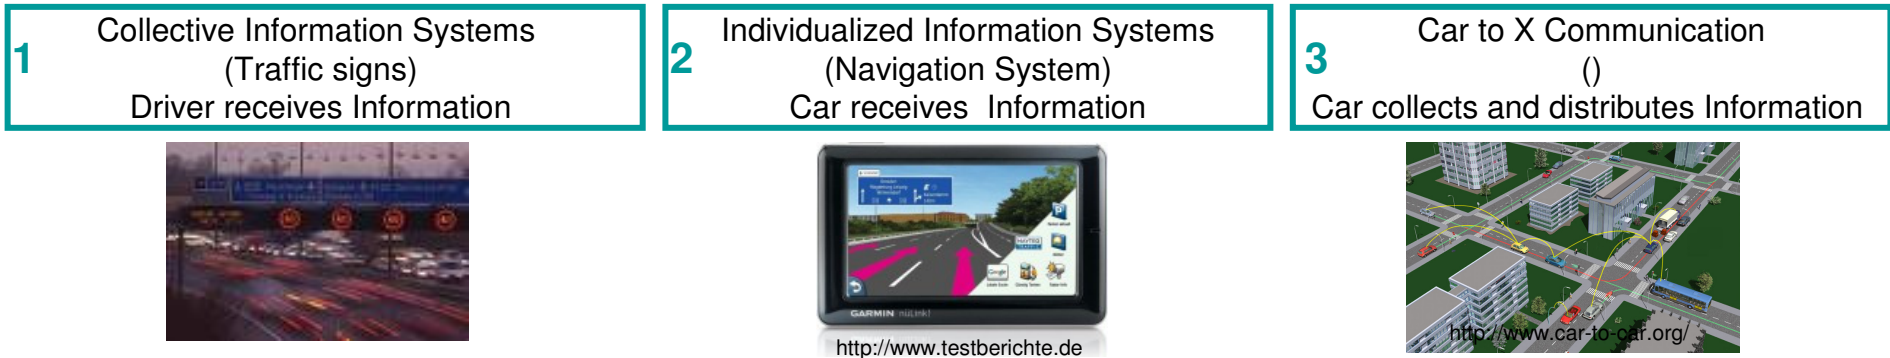 1
Collective Information Systems
(Traffic signs)
Driver receives Information
2
Individualized Information Systems
(Navigation System)
Car receives Information
3
Car to X Communication
()
Car collects and distributes Information
GARMIN nüLink!
Google
http://www.testberichte.de
http://www.car-to-car.org/